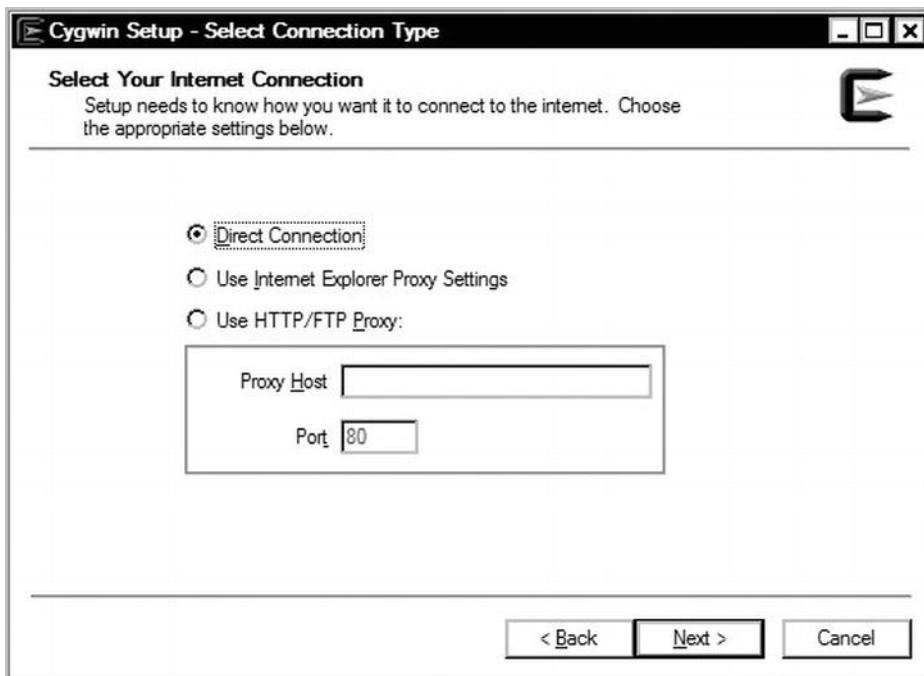 Cygwin Setup - Select Connection Type
Select Your Internet Connection
Setup needs to know how you want it to connect to the internet. Choose
the appropriate settings below.
Direct Connection
Use Internet Explorer Proxy Settings
Use HTTP/FTP Proxy:
Proxy Host
Port 80
< Back Next > Cancel